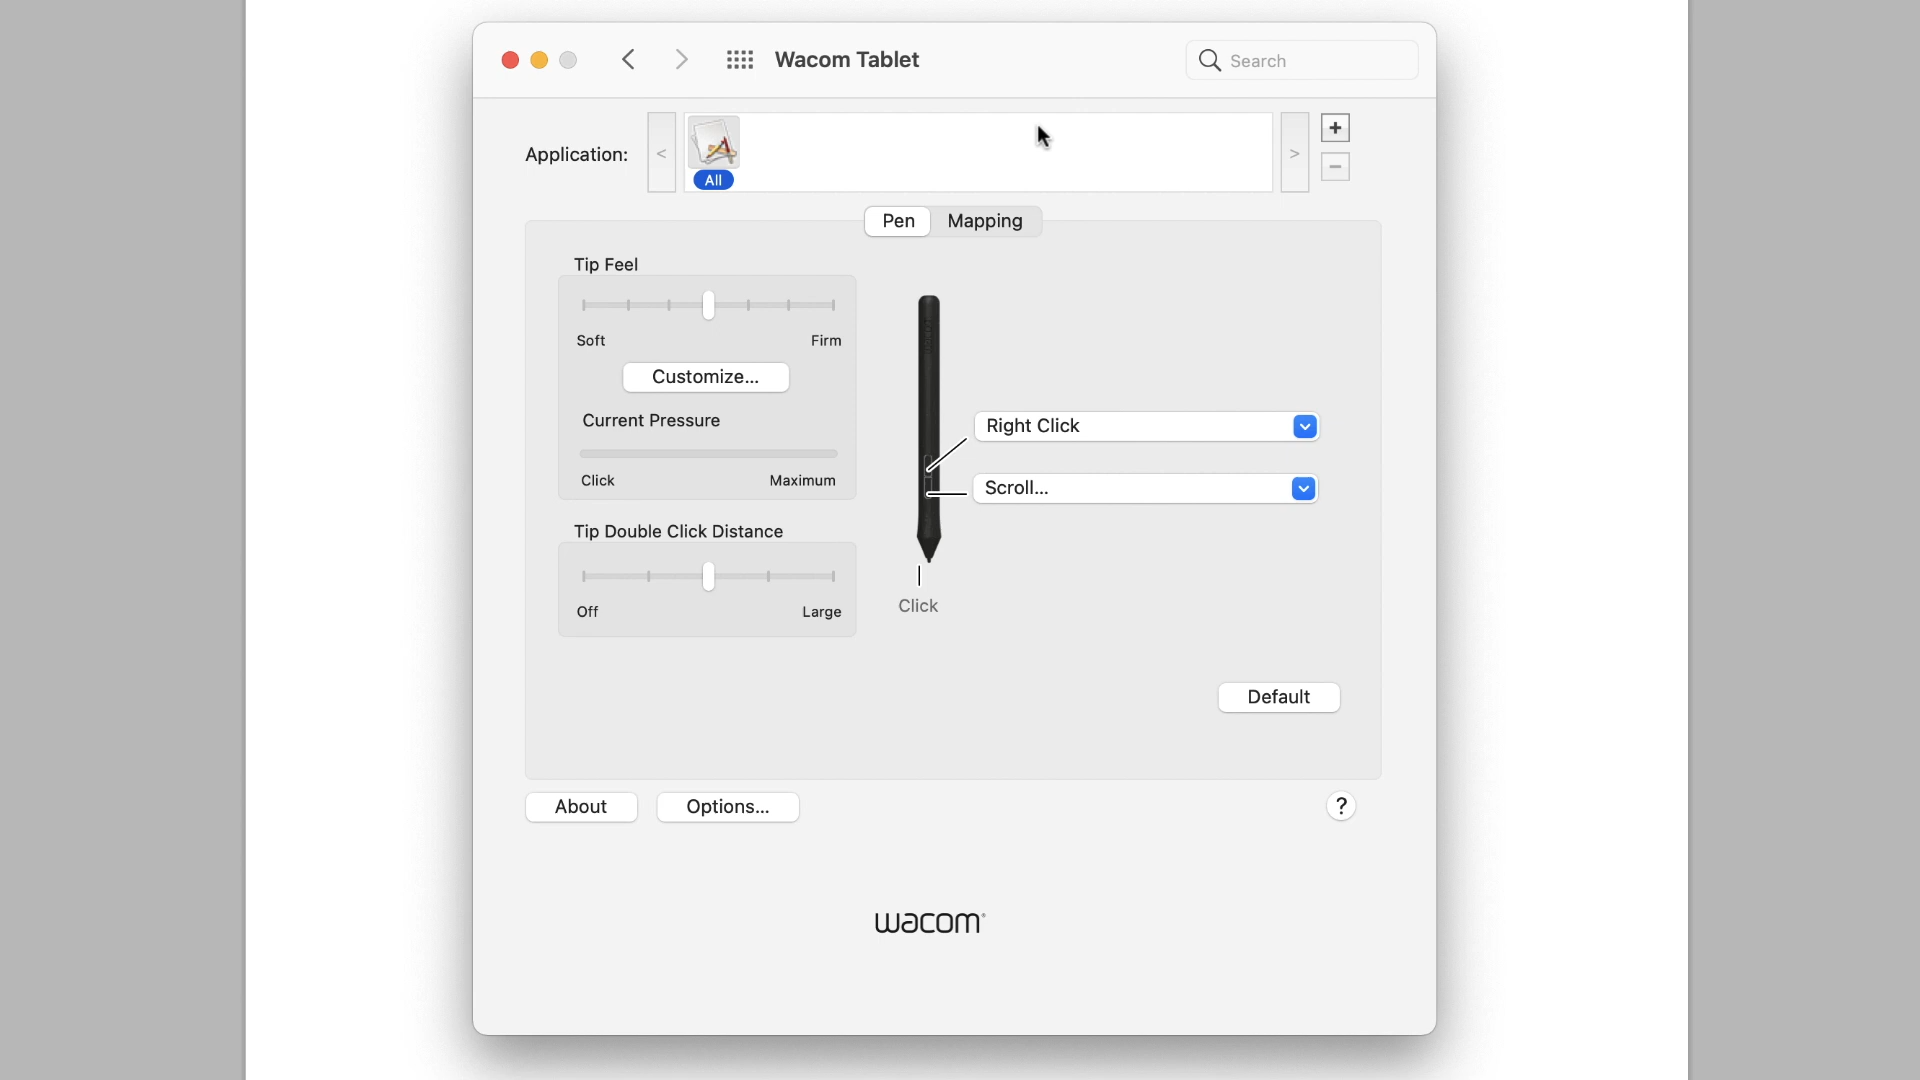 Wacom Tablet
Search
Application:
<
All
>
+
−
Pen
Mapping
Tip Feel
Soft
Firm
Customize...
Current Pressure
Click
Maximum
Right Click
Scroll...
Tip Double Click Distance
Off
Large
Click
Default
About
Options...
?
wacom